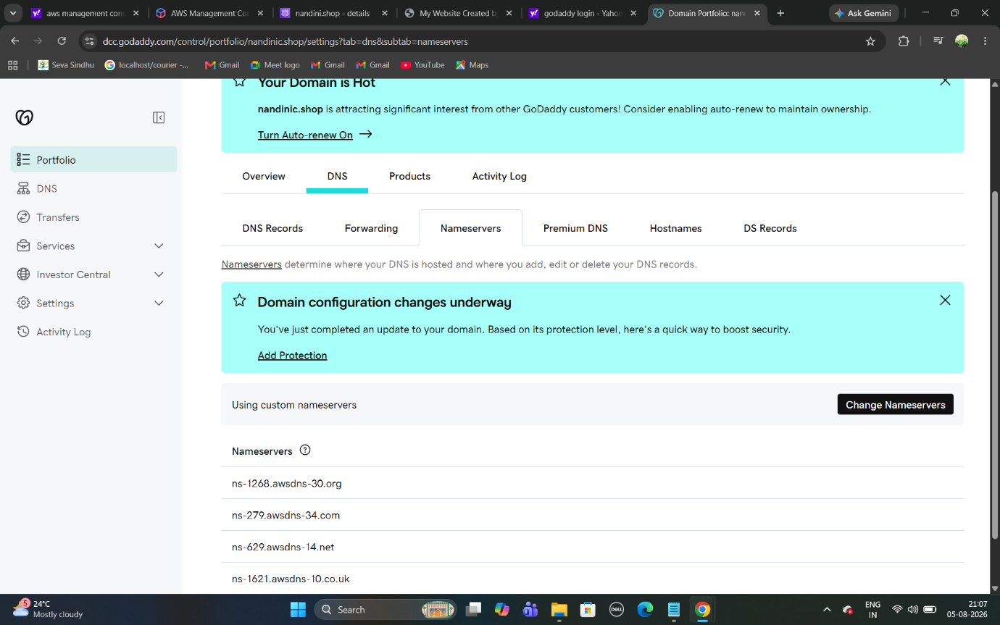 aws management cons
AWS Management Co
nandini.shop - details
My Website Created b
godaddy login - Yahoo
Domain Portfolio: nan
Ask Gemini
dcc.godaddy.com/control/portfolio/nandinic.shop/settings?tab=dns&subtab=nameservers
Seva Sindhu
localhost/courier -...
Gmail
Meet logo
Gmail
Gmail
YouTube
Maps
Your Domain is Hot
nandinic.shop is attracting significant interest from other GoDaddy customers! Consider enabling auto-renew to maintain ownership.
Turn Auto-renew On
Portfolio
DNS
Transfers
Services
Investor Central
Settings
Activity Log
Overview
DNS
Products
Activity Log
DNS Records
Forwarding
Nameservers
Premium DNS
Hostnames
DS Records
Nameservers determine where your DNS is hosted and where you add, edit or delete your DNS records.
Domain configuration changes underway
You've just completed an update to your domain. Based on its protection level, here's a quick way to boost security.
Add Protection
Using custom nameservers
Change Nameservers
Nameservers
ns-1268.awsdns-30.org
ns-279.awsdns-34.com
ns-629.awsdns-14.net
ns-1621.awsdns-10.co.uk
5
24°C
Mostly cloudy
Search
DELL
ENG
IN
21:07
05-08-2026